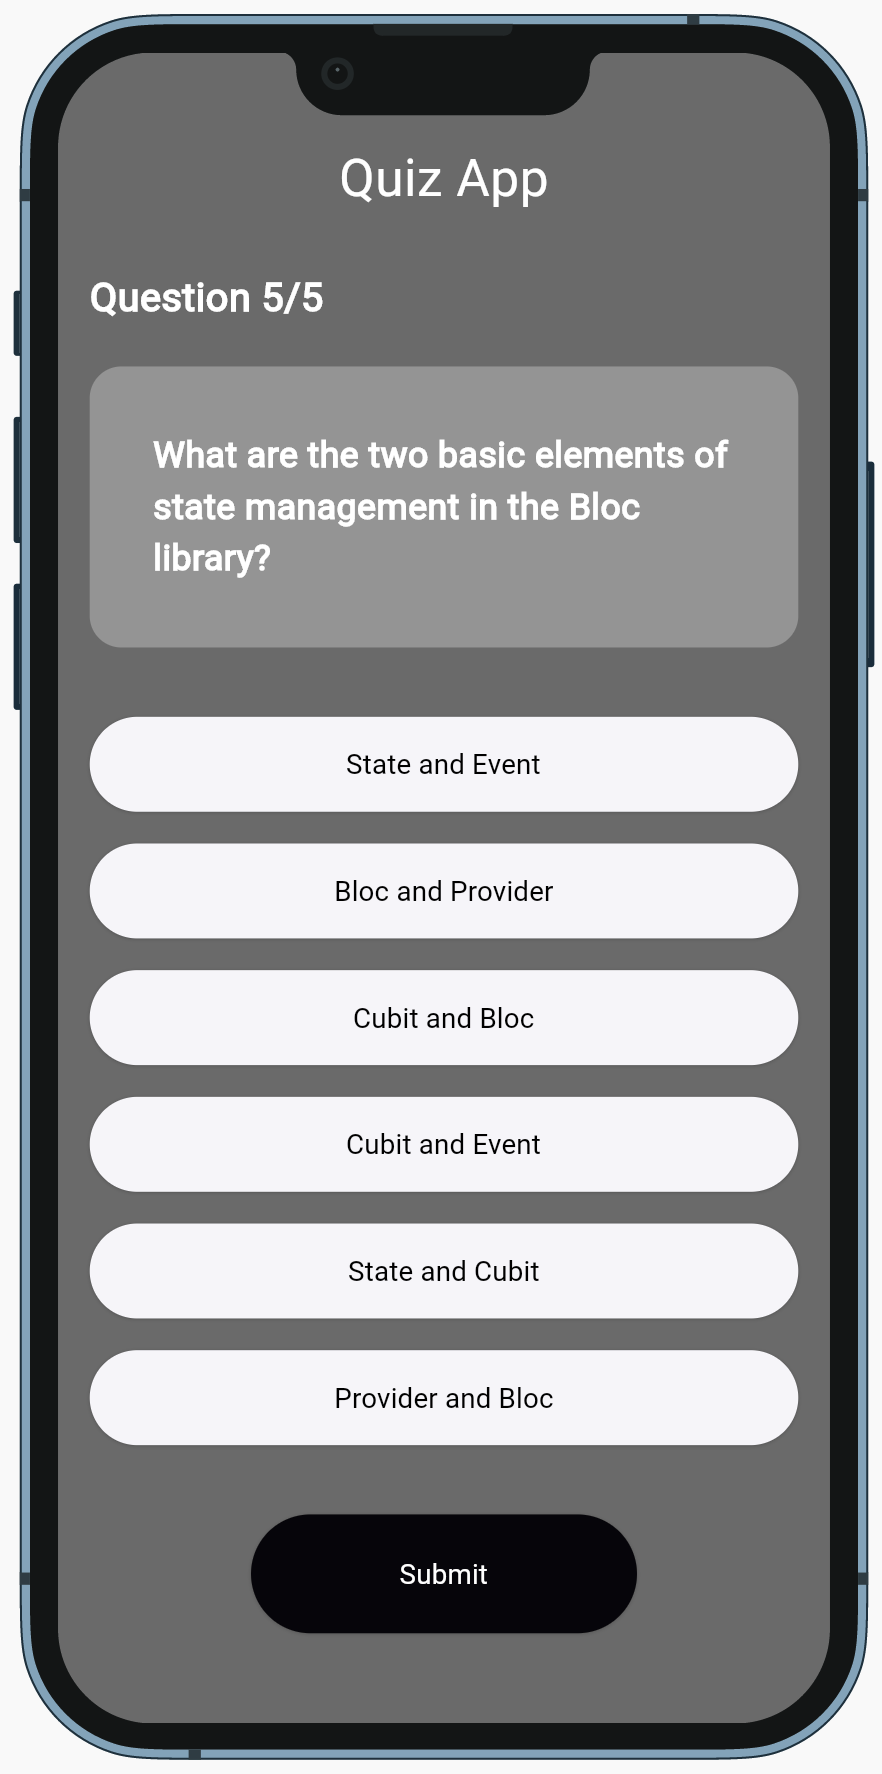 Quiz App
Question 5/5
What are the two basic elements of
state management in the Bloc
library?
State and Event
Bloc and Provider
Cubit and Bloc
Cubit and Event
State and Cubit
Provider and Bloc
Submit